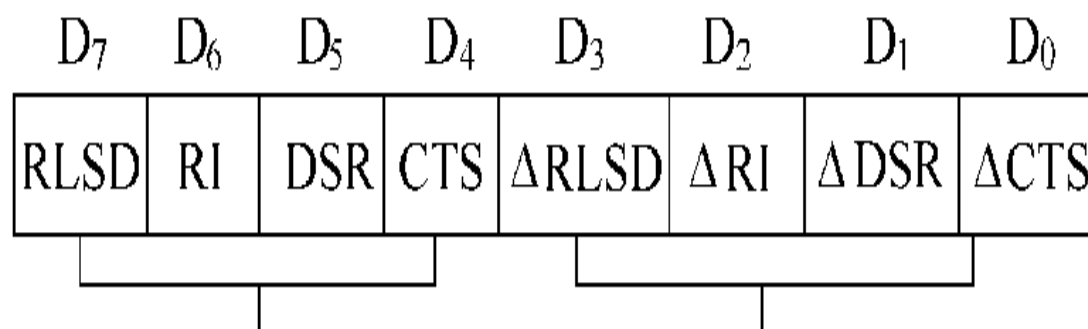 D₇ D₆ D₅ D₄ D₃ D₂ D₁ D₀
RLSD RI DSR CTS ΔRLSD ΔRI ΔDSR ΔCTS